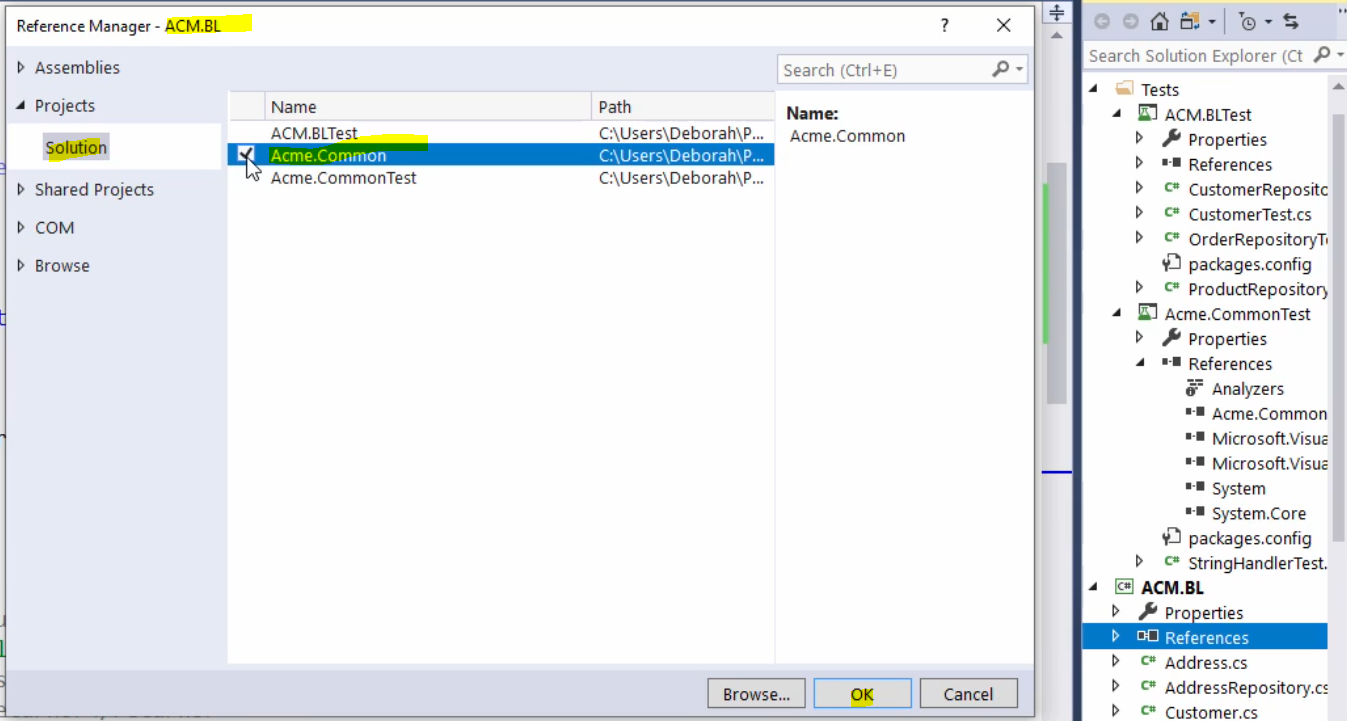 Reference Manager - ACM.BL
?
Assemblies
Projects
Solution
Shared Projects
COM
Browse
Search (Ctrl+E)
Name Path
ACM.BLTest C:\Users\Deborah\P...
Acme.Common C:\Users\Deborah\P...
Acme.CommonTest C:\Users\Deborah\P...
Name:
Acme.Common
Browse... OK Cancel
Search Solution Explorer (Ct
Tests
ACM.BLTest
Properties
References
C# CustomerReposito
C# CustomerTest.cs
C# OrderRepositoryTe
packages.config
C# ProductRepository
Acme.CommonTest
Properties
References
Analyzers
Acme.Common
Microsoft.Visua
Microsoft.Visua
System
System.Core
packages.config
C# StringHandlerTest.
C# ACM.BL
Properties
References
C# Address.cs
C# AddressRepository.cs
C# Customer.cs